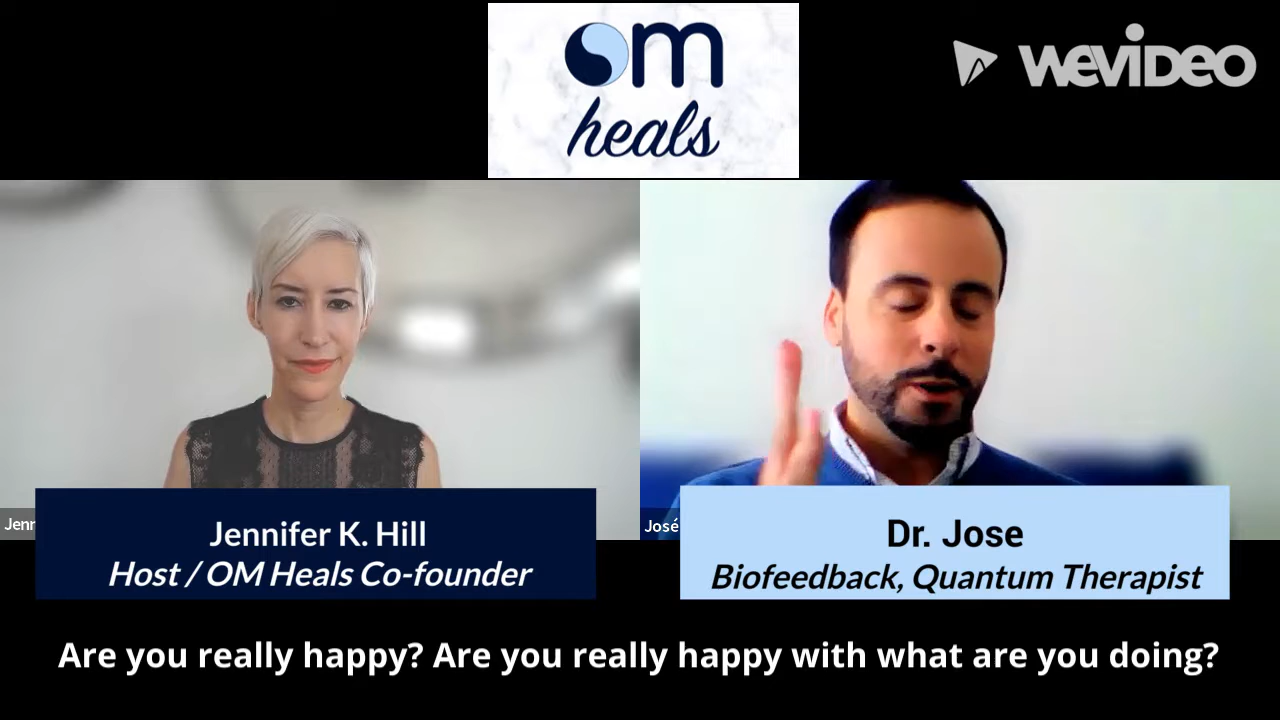 om
heals
WEVIDEO
Jenn
José
Jennifer K. Hill
Host / OM Heals Co-founder
Dr. Jose
Biofeedback, Quantum Therapist
Are you really happy? Are you really happy with what are you doing?